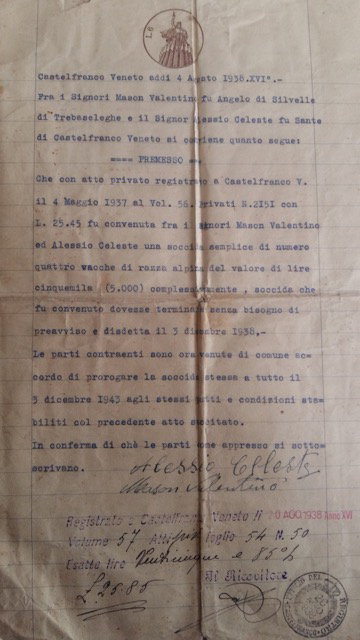 L 6
Castelfranco Veneto addi 4 Agosto 1938.XVI°.-
Fra i Signori Mason Valentino fu Angelo di Silvelle
di Trebaseleghe e il Signor Alessio Celeste fu Sante
di Castelfranco Veneto si conviene quanto segue:
==== PREMESSO ==
Che con atto privato registrato a Castelfranco V.
il 4 Maggio 1937 al Vol. 56. Privati N.2151 con
L. 25.45 fu convenuta fra i Signori Mason Valentino
ed Alessio Celeste una soccida semplice di numero
quattro vacche di razza alpina del valore di lire
cinquemila (5.000) complessivamente , soccida che
fu convenuto dovesse terminare senza bisogno di
preavviso e disdetta il 3 dicembre 1938,-
Le parti contraenti sono ora venute di comune ac-
cordo di prorogare la soccida stessa a tutto il
3 dicembre 1943 agli stessi patti e condizioni sta-
biliti col precedente atto succitato.
In conferma di chè le parti come appresso si sotto-
scrivano.
Alessio Celeste
Mason Valentino
Registrato a Castelfranco Veneto li 20 AGO.1938 Anno XVI
Volume 57 Atti foglio 54 N. 50
Esatte lire Venticinque e 85%
£. 25.85 Il Ricevitore